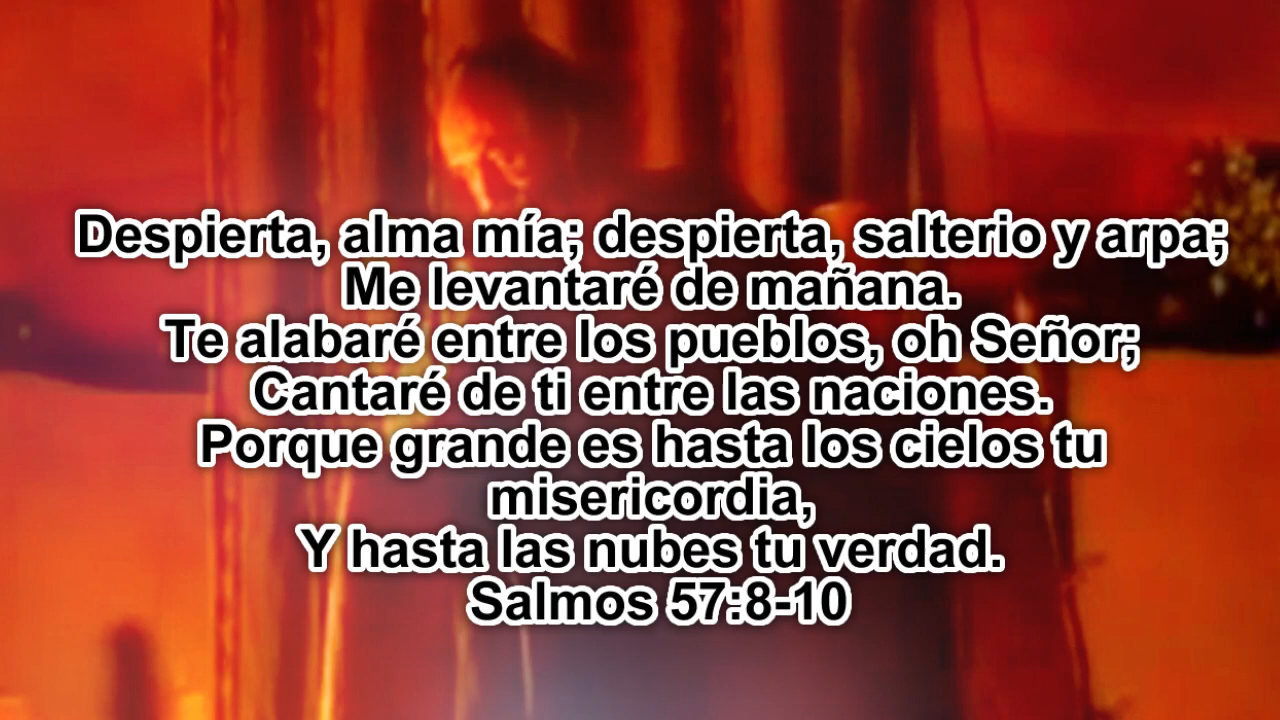 Despierta, alma mía; despierta, salterio y arpa;
Me levantaré de mañana.
Te alabaré entre los pueblos, oh Señor;
Cantaré de ti entre las naciones.
Porque grande es hasta los cielos tu
misericordia,
Y hasta las nubes tu verdad.
Salmos 57:8-10